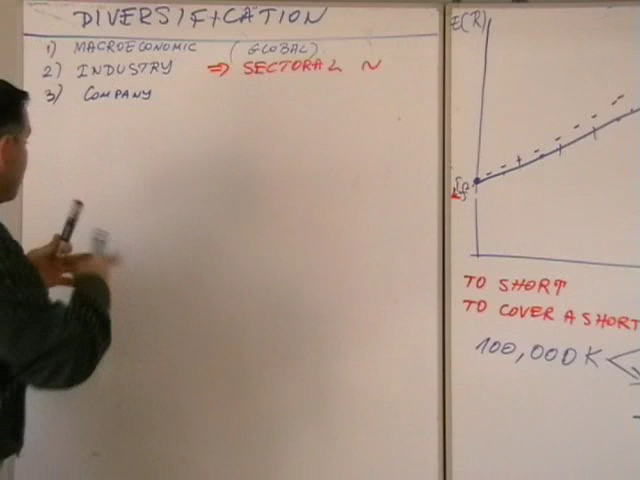 DIVERSIFICATION
1) MACROECONOMIC (GLOBAL)
2) INDUSTRY ⇒ SECTORAL ~
3) COMPANY
E(R)
TO SHORT
TO COVER A SHORT
100,000K